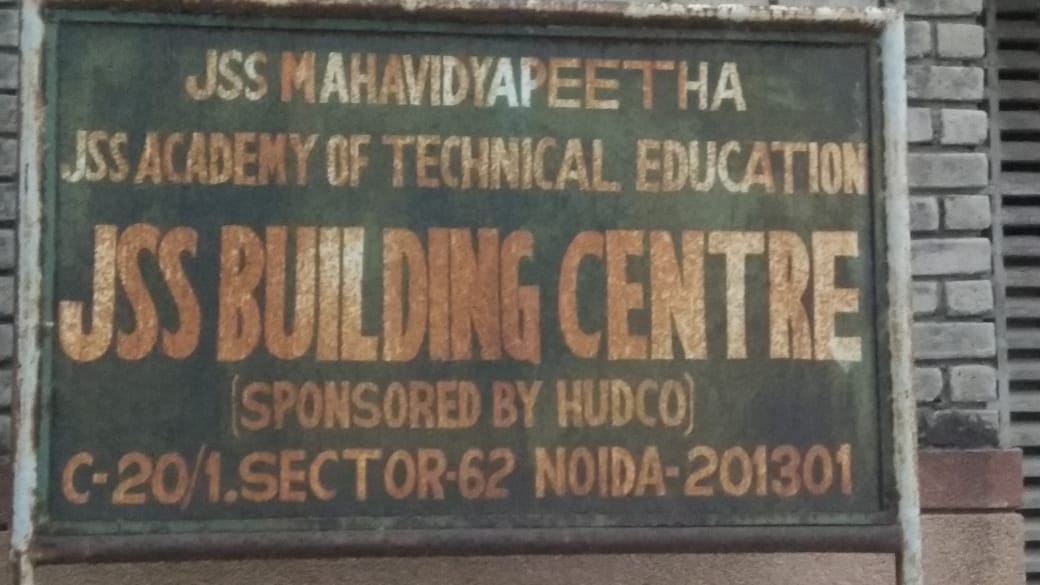 JSS MAHAVIDYAPEETHA
JSS ACADEMY OF TECHNICAL EDUCATION
JSS BUILDING CENTRE
(SPONSORED BY HUDCO)
C-20/1.SECTOR-62 NOIDA-201301